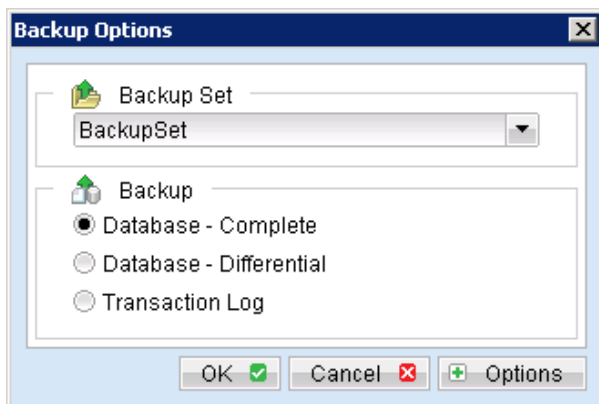 Backup Options
Backup Set
BackupSet
Backup
Database - Complete
Database - Differential
Transaction Log
OK Cancel Options